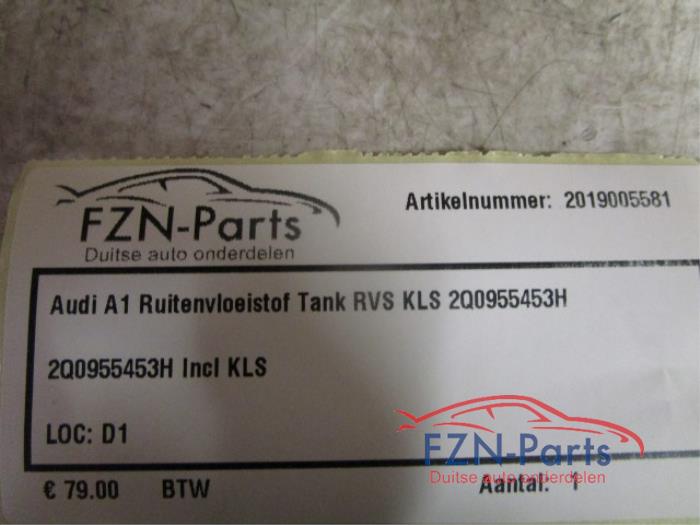 FZN-Parts
Duitse auto onderdelen
Artikelnummer: 2019005581
Audi A1 Ruitenvloeistof Tank RVS KLS 2Q0955453H
2Q0955453H Incl KLS
LOC: D1
€ 79.00 BTW Aantal: 1
FZN-Parts
Duitse auto onderdelen